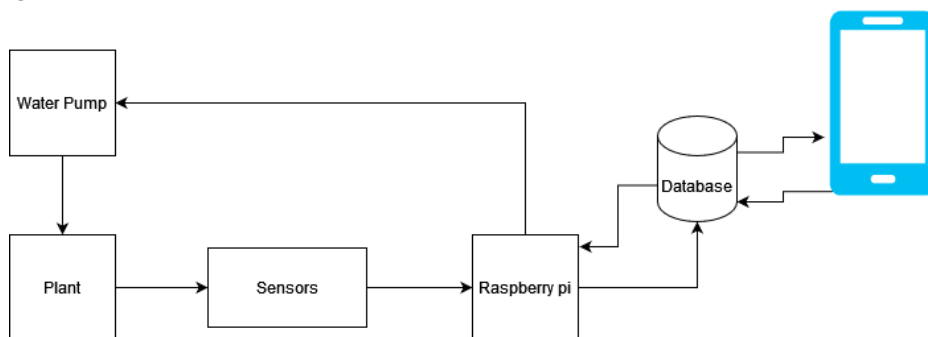 Water Pump
Database
Plant
Sensors
Raspberry pi